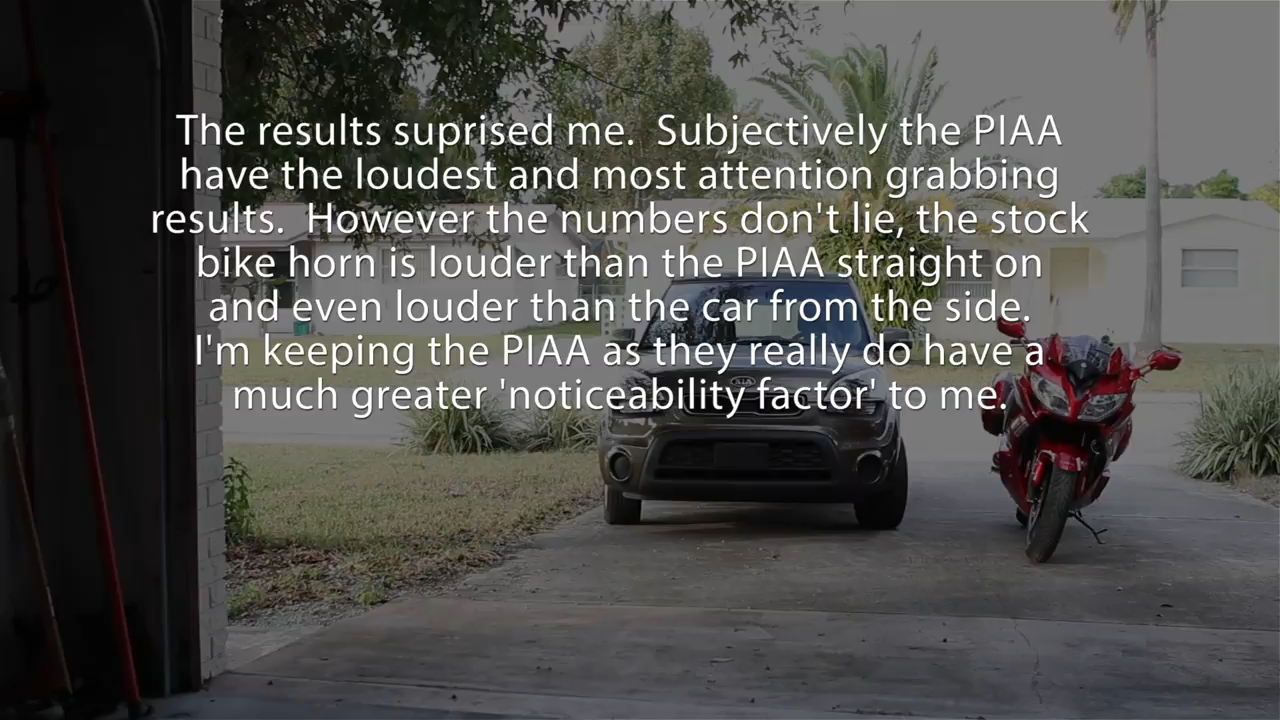 The results suprised me.  Subjectively the PIAA
have the loudest and most attention grabbing
results.  However the numbers don't lie, the stock
bike horn is louder than the PIAA straight on
and even louder than the car from the side.
I'm keeping the PIAA as they really do have a
much greater 'noticeability factor' to me.
KIA